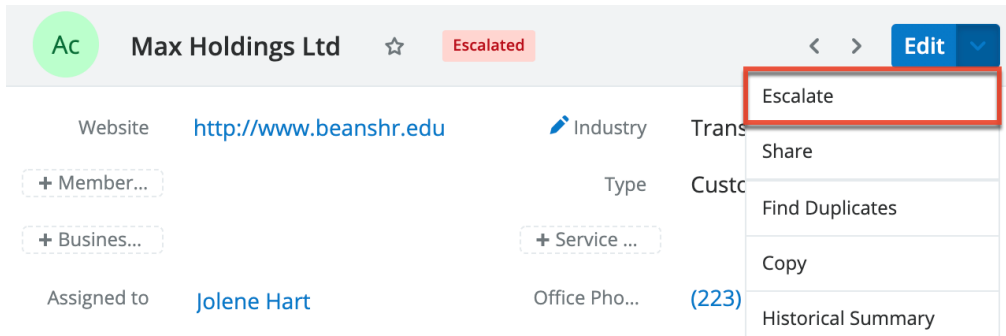 Ac Max Holdings Ltd Escalated Edit
Escalate
Website http://www.beanshr.edu Industry Trans
Share
+ Member... Type Custo
Find Duplicates
+ Busines... + Service ...
Copy
Assigned to Jolene Hart Office Pho... (223)
Historical Summary